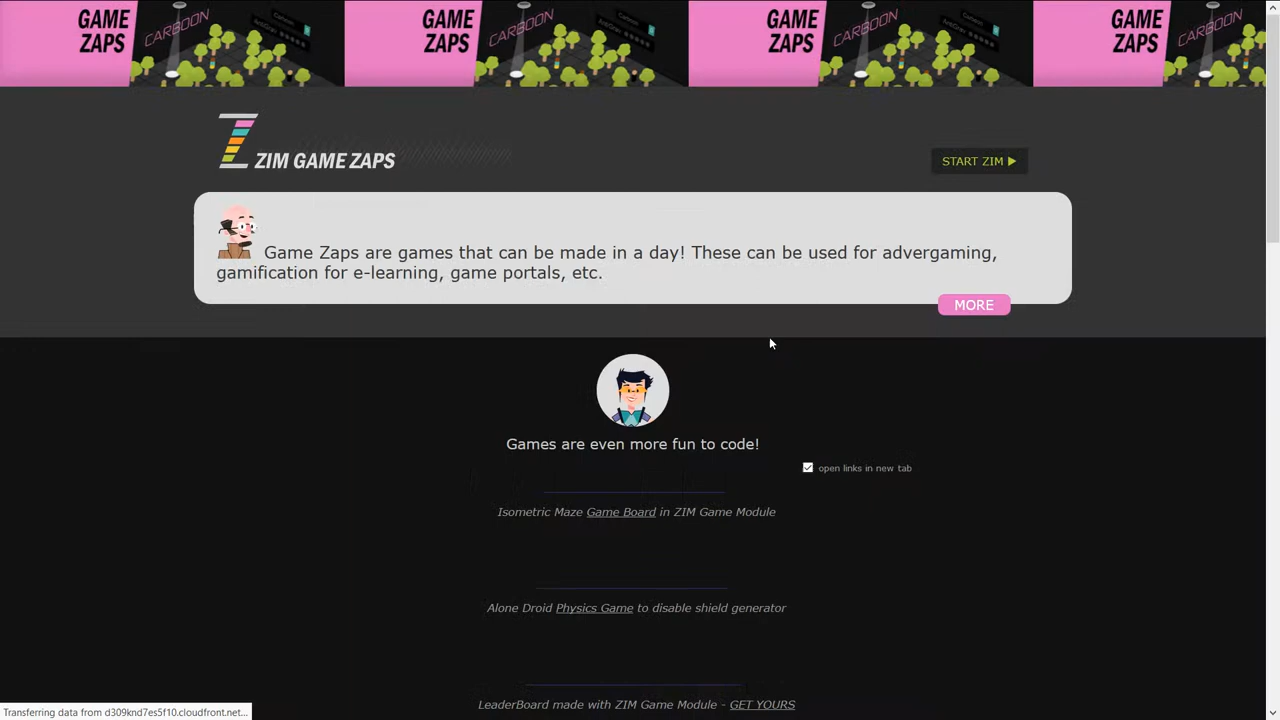 GAME ZAPS CARBOON GAME ZAPS CARBOON GAME ZAPS CARBOON GAME ZAPS CARBOON
ZIM GAME ZAPS
START ZIM ▶
Game Zaps are games that can be made in a day! These can be used for advergaming,
gamification for e-learning, game portals, etc.
MORE
Games are even more fun to code!
open links in new tab
Isometric Maze Game Board in ZIM Game Module
Alone Droid Physics Game to disable shield generator
LeaderBoard made with ZIM Game Module - GET YOURS
Transferring data from d309knd7es5f10.cloudfront.net...